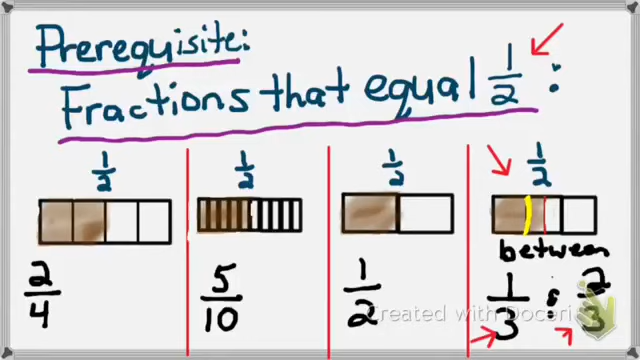 Prerequisite:
Fractions that equal 1/2 :
1/2 1/2 1/2 1/2
between
2/4 5/10 1/2 1/3 & 2/3
Created with Doceri